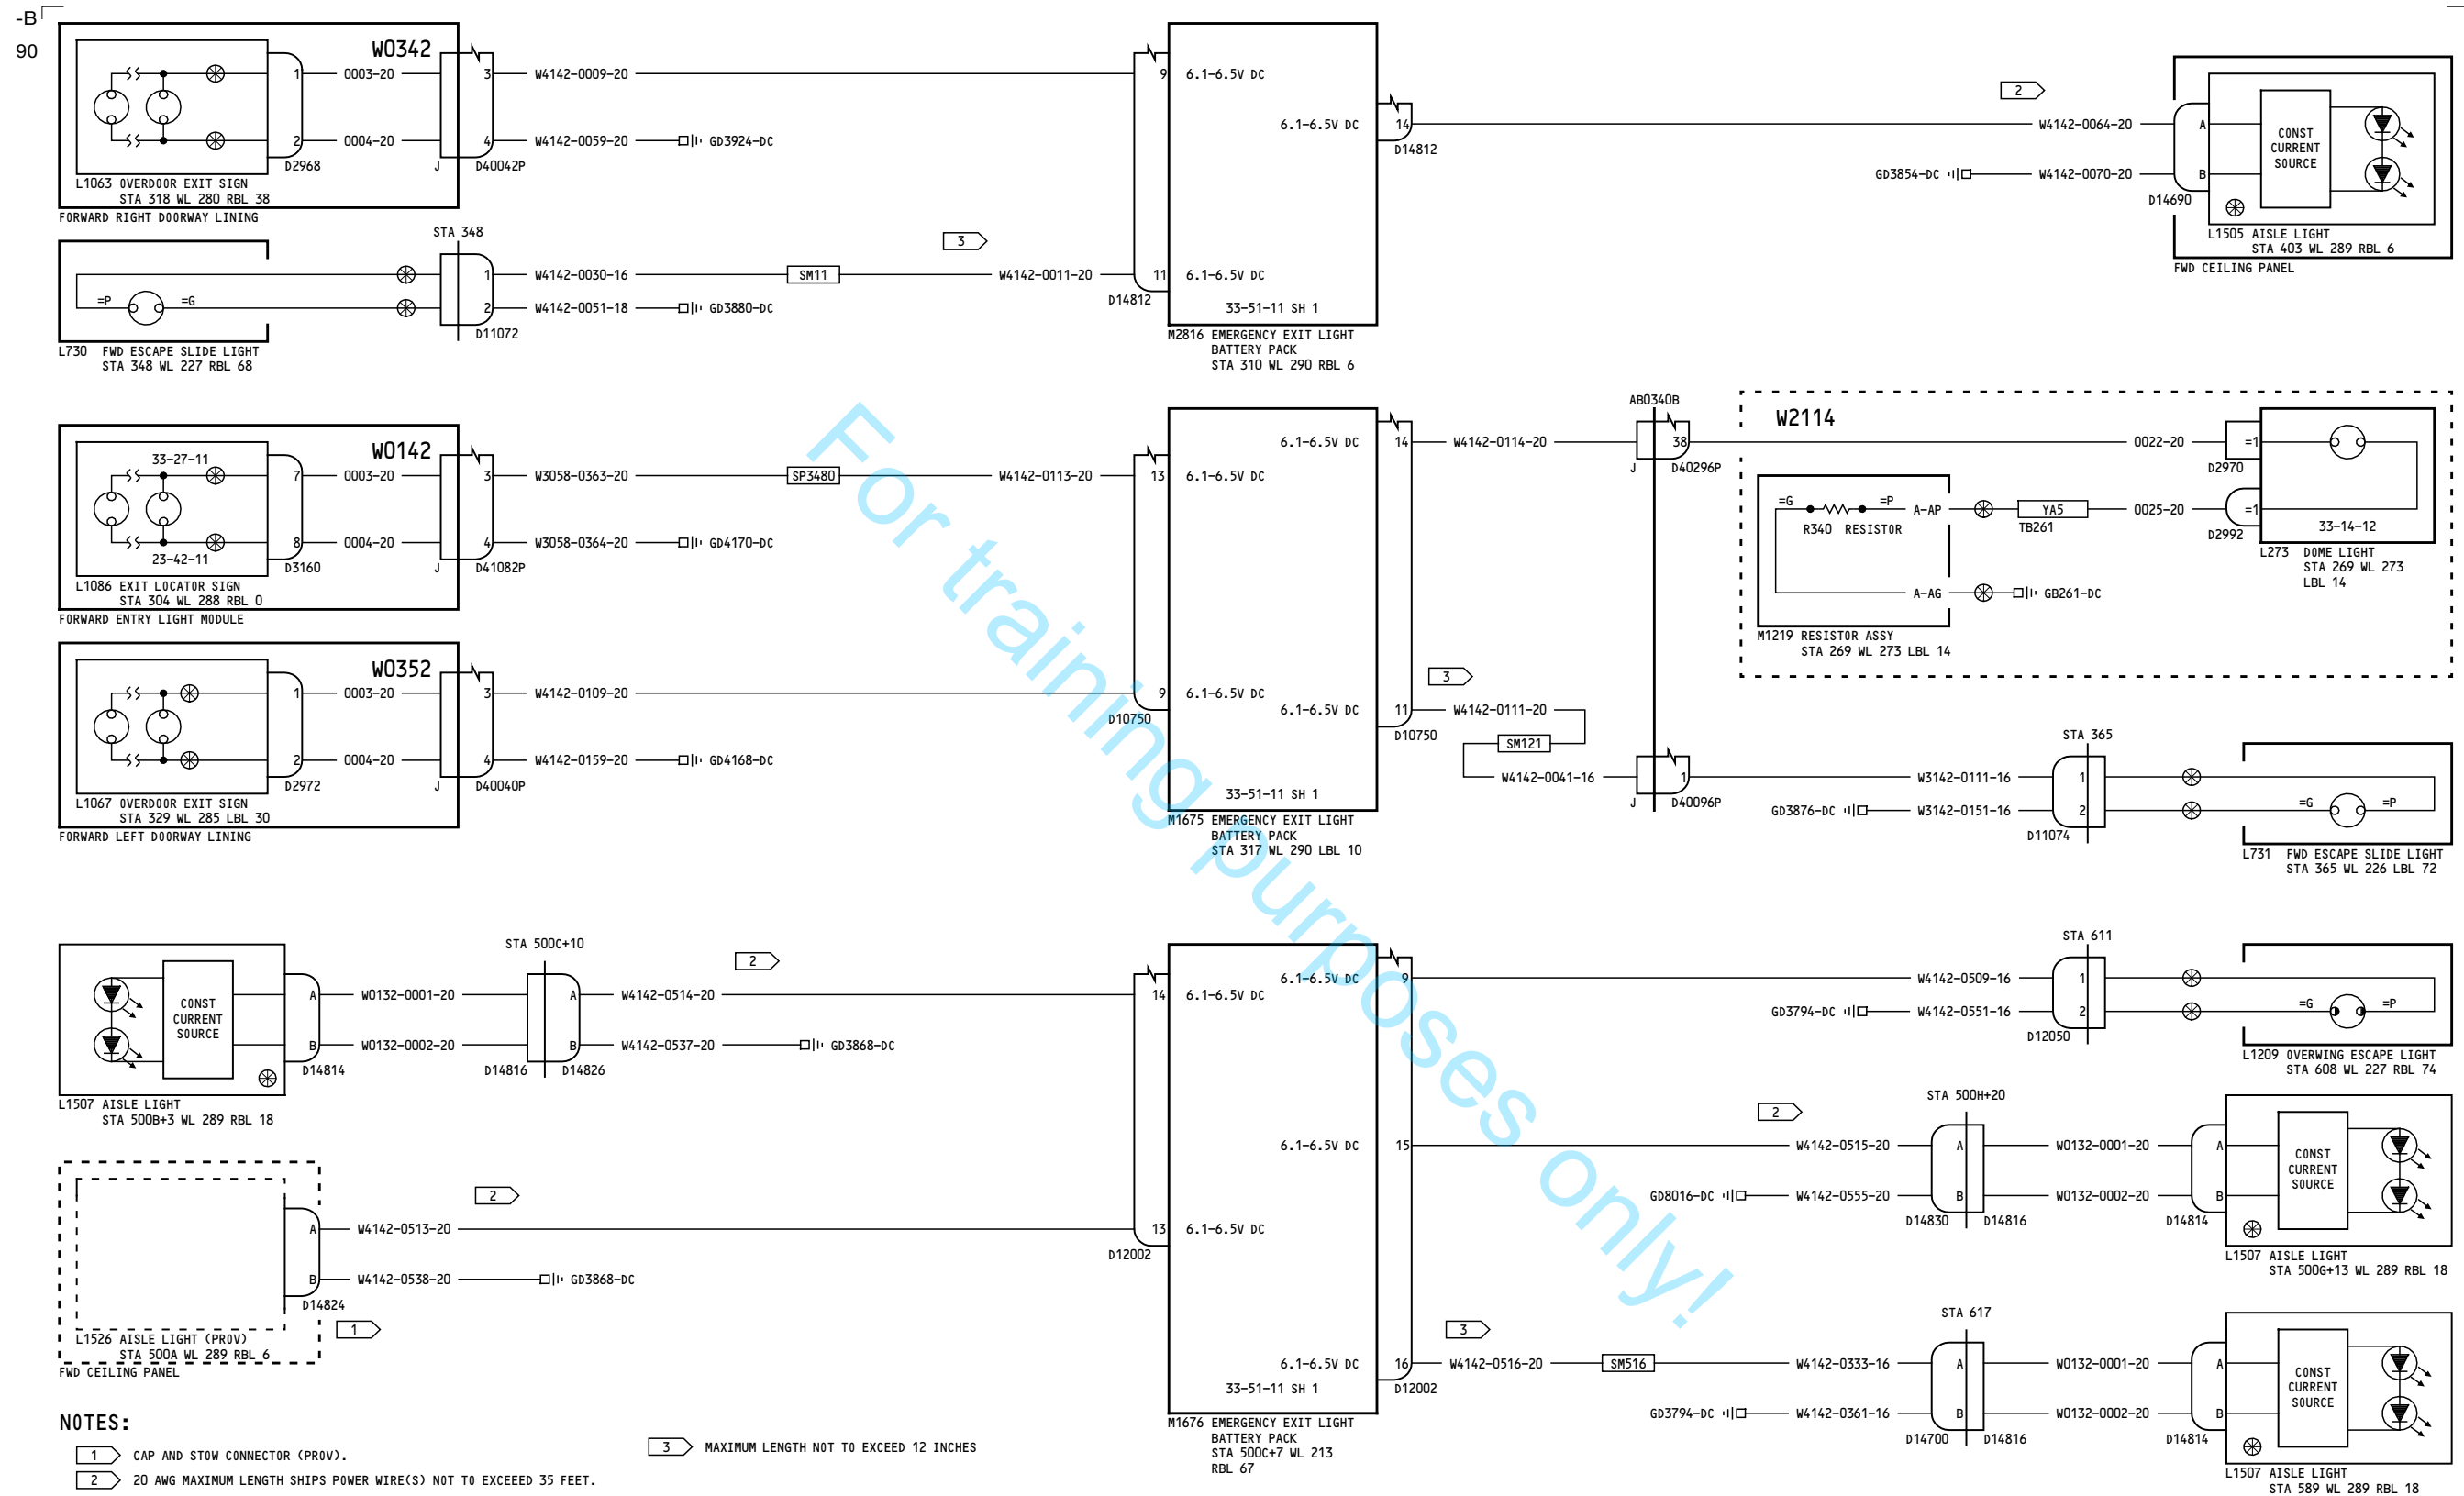 -B
90
W0342
1 0003-20 3 W4142-0009-20 9 6.1-6.5V DC
2 0004-20 4 W4142-0059-20 GD3924-DC
D2968 J D40042P
L1063 OVERDOOR EXIT SIGN
STA 318 WL 280 RBL 38
FORWARD RIGHT DOORWAY LINING
STA 348
3
1 W4142-0030-16 SM11 W4142-0011-20 11 6.1-6.5V DC
=P =G 2 W4142-0051-18 GD3880-DC
D14812
D11072
33-51-11 SH 1
L730 FWD ESCAPE SLIDE LIGHT
STA 348 WL 227 RBL 68
M2816 EMERGENCY EXIT LIGHT
BATTERY PACK
STA 310 WL 290 RBL 6
2
6.1-6.5V DC 14 W4142-0064-20 A
D14812
CONST
CURRENT
SOURCE
GD3854-DC W4142-0070-20 B
D14690
L1505 AISLE LIGHT
STA 403 WL 289 RBL 6
FWD CEILING PANEL
W0142
33-27-11
7 0003-20 3 W3058-0363-20 SP3480 W4142-0113-20 13 6.1-6.5V DC
8 0004-20 4 W3058-0364-20 GD4170-DC
23-42-11
D3160 J D41082P
L1086 EXIT LOCATOR SIGN
STA 304 WL 288 RBL 0
FORWARD ENTRY LIGHT MODULE
W0352
1 0003-20 3 W4142-0109-20 9 6.1-6.5V DC
D10750
2 0004-20 4 W4142-0159-20 GD4168-DC
D2972 J D40040P
L1067 OVERDOOR EXIT SIGN
STA 329 WL 285 LBL 30
FORWARD LEFT DOORWAY LINING
33-51-11 SH 1
M1675 EMERGENCY EXIT LIGHT
BATTERY PACK
STA 317 WL 290 LBL 10
AB0340B
W2114
6.1-6.5V DC 14 W4142-0114-20 38 0022-20 =1
J D40296P D2970
=G =P A-AP YA5 0025-20 =1
R340 RESISTOR TB261 D2992 33-14-12
L273 DOME LIGHT
STA 269 WL 273
LBL 14
A-AG GB261-DC
M1219 RESISTOR ASSY
STA 269 WL 273 LBL 14
3
6.1-6.5V DC 11 W4142-0111-20
D10750
SM121
STA 365
W4142-0041-16 1 W3142-0111-16 1
J D40096P
GD3876-DC W3142-0151-16 2 =G =P
D11074
L731 FWD ESCAPE SLIDE LIGHT
STA 365 WL 226 LBL 72
STA 500C+10
2
CONST
CURRENT
SOURCE
A W0132-0001-20 A W4142-0514-20 14 6.1-6.5V DC
B W0132-0002-20 B W4142-0537-20 GD3868-DC
D14814 D14816 D14826
L1507 AISLE LIGHT
STA 500B+3 WL 289 RBL 18
2
A W4142-0513-20 13 6.1-6.5V DC
D12002
B W4142-0538-20 GD3868-DC
D14824
1
L1526 AISLE LIGHT (PROV)
STA 500A WL 289 RBL 6
FWD CEILING PANEL
STA 611
6.1-6.5V DC 9 W4142-0509-16 1
GD3794-DC W4142-0551-16 2 =G =P
D12050
L1209 OVERWING ESCAPE LIGHT
STA 608 WL 227 RBL 74
2
STA 500H+20
6.1-6.5V DC 15 W4142-0515-20 A W0132-0001-20 A
CONST
CURRENT
SOURCE
GD8016-DC W4142-0555-20 B W0132-0002-20 B
D14830 D14816 D14814
L1507 AISLE LIGHT
STA 500G+13 WL 289 RBL 18
3
STA 617
6.1-6.5V DC 16 W4142-0516-20 SM516 W4142-0333-16 A W0132-0001-20 A
D12002
33-51-11 SH 1
CONST
CURRENT
SOURCE
GD3794-DC W4142-0361-16 B W0132-0002-20 B
D14700 D14816 D14814
L1507 AISLE LIGHT
STA 589 WL 289 RBL 18
M1676 EMERGENCY EXIT LIGHT
BATTERY PACK
STA 500C+7 WL 213
RBL 67
NOTES:
1 CAP AND STOW CONNECTOR (PROV).
2 20 AWG MAXIMUM LENGTH SHIPS POWER WIRE(S) NOT TO EXCEEED 35 FEET.
3 MAXIMUM LENGTH NOT TO EXCEED 12 INCHES
For training purposes only!